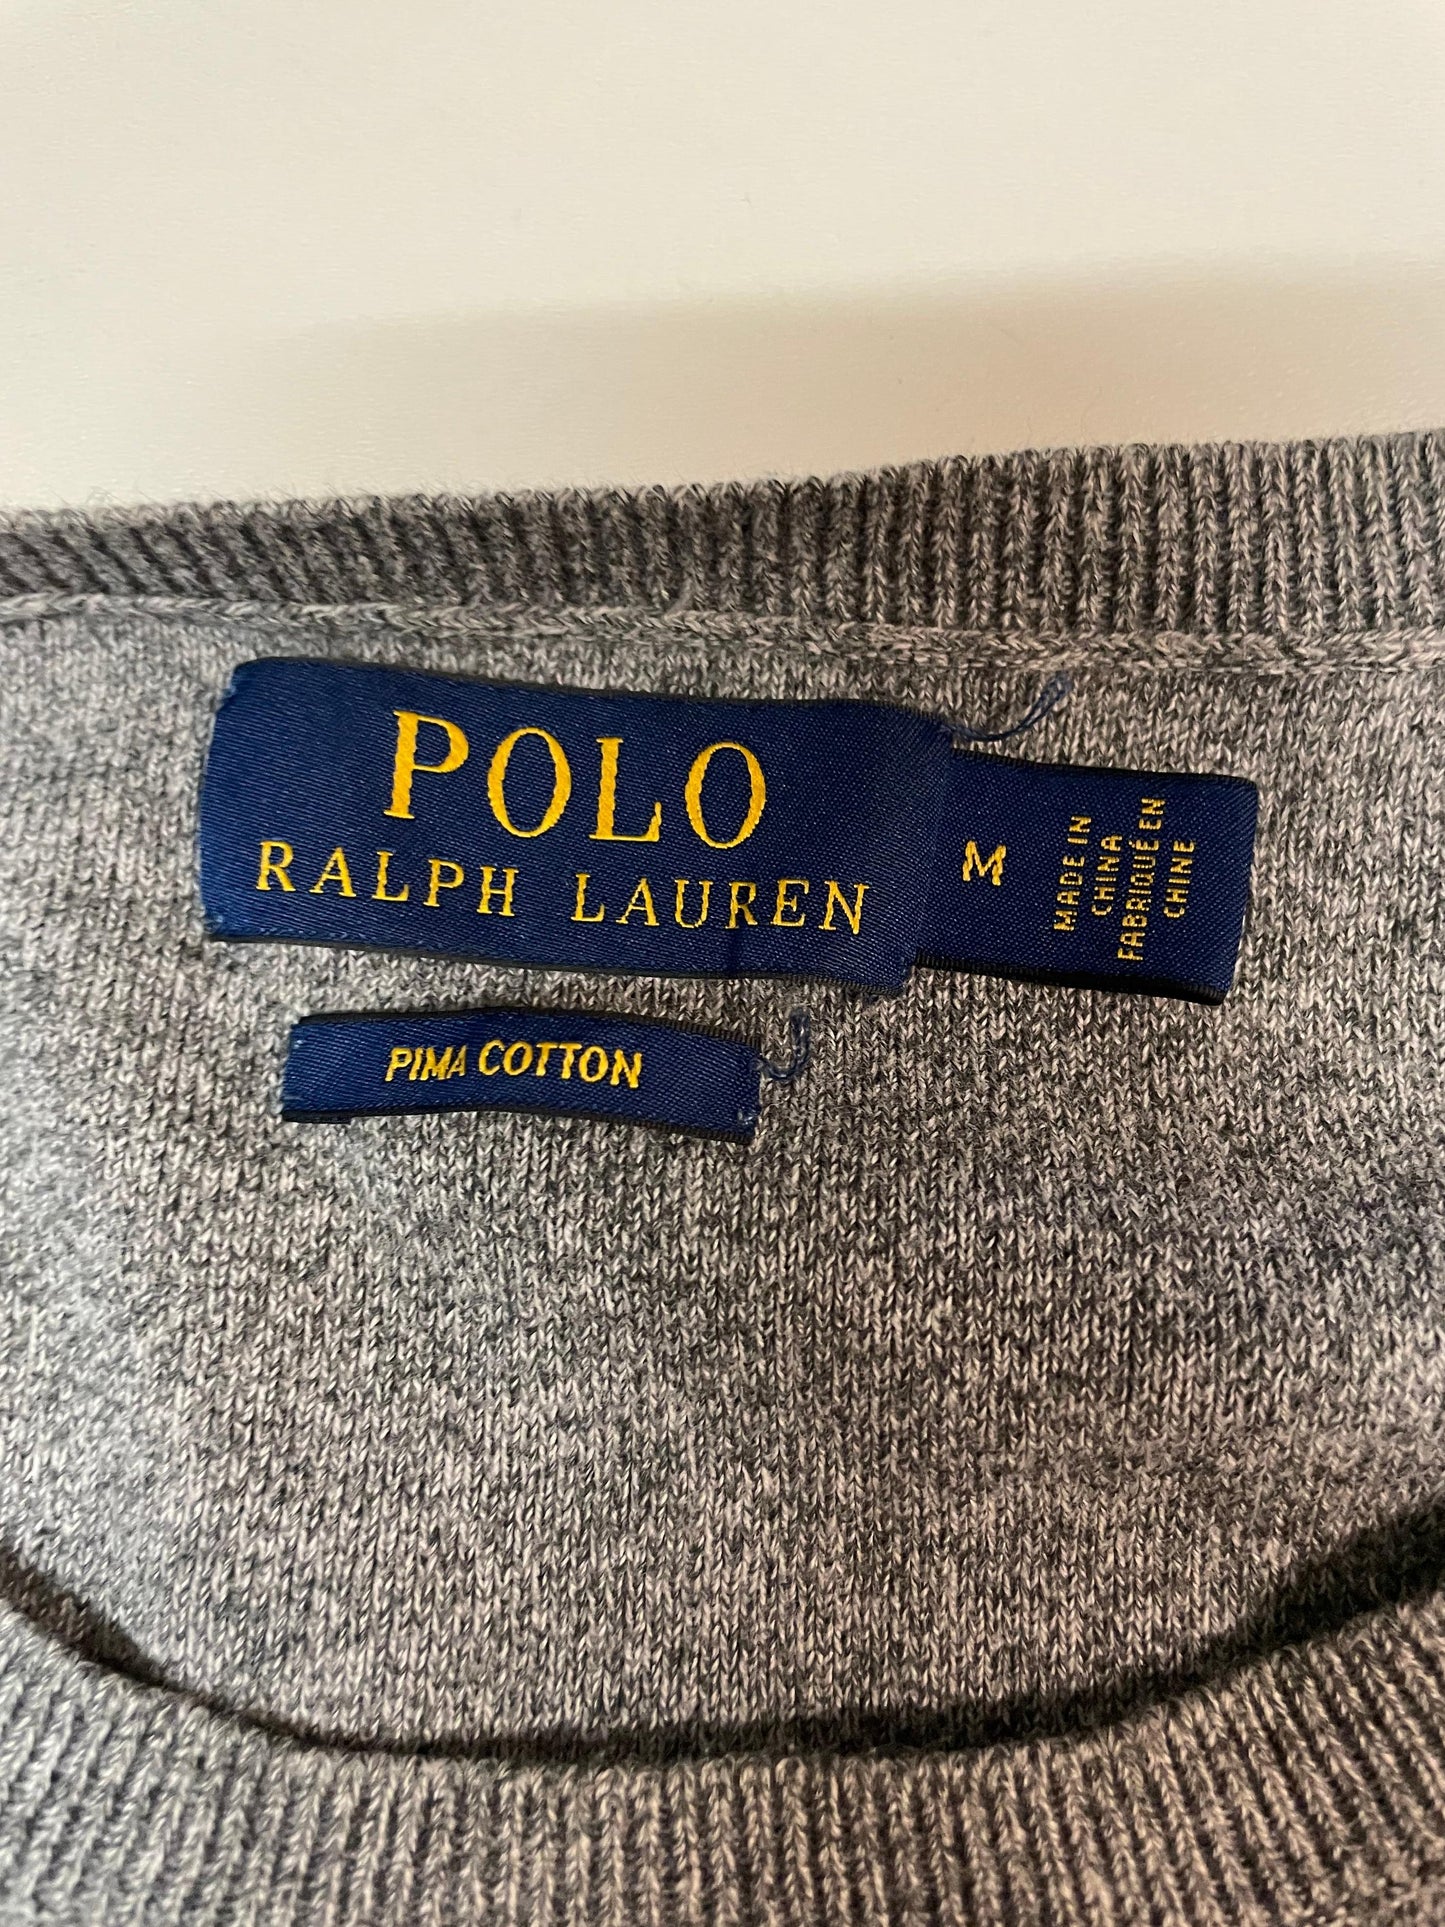 POLO
RALPH LAUREN
M
MADE IN
CHINA
FABRIQUÉ EN
CHINE
PIMA COTTON